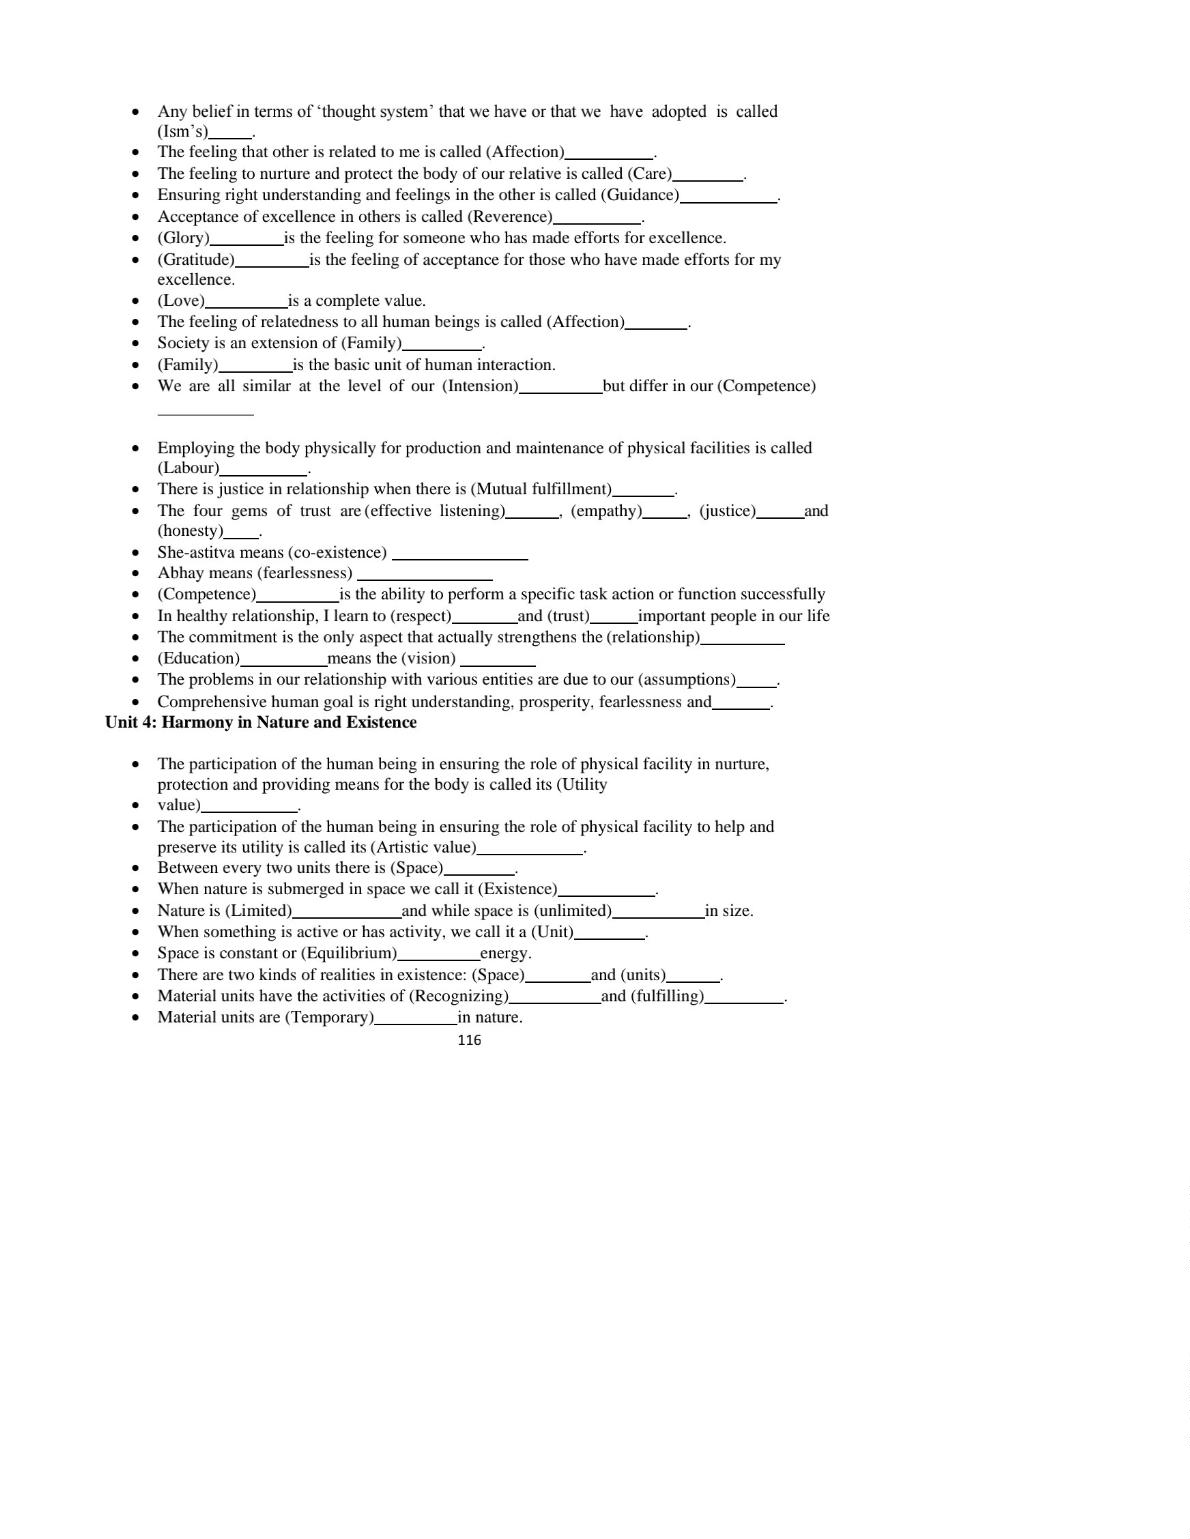 • Any belief in terms of ‘thought system’ that we have or that we have adopted is called
(Ism’s)_____.
• The feeling that other is related to me is called (Affection)__________.
• The feeling to nurture and protect the body of our relative is called (Care)________.
• Ensuring right understanding and feelings in the other is called (Guidance)___________.
• Acceptance of excellence in others is called (Reverence)__________.
• (Glory)________is the feeling for someone who has made efforts for excellence.
• (Gratitude)________is the feeling of acceptance for those who have made efforts for my
excellence.
• (Love)_________is a complete value.
• The feeling of relatedness to all human beings is called (Affection)_______.
• Society is an extension of (Family)_________.
• (Family)________is the basic unit of human interaction.
• We are all similar at the level of our (Intension)_________but differ in our (Competence)
___________
• Employing the body physically for production and maintenance of physical facilities is called
(Labour)__________.
• There is justice in relationship when there is (Mutual fulfillment)_______.
• The four gems of trust are (effective listening)______, (empathy)_____, (justice)_____and
(honesty)____.
• She-astitva means (co-existence) _______________
• Abhay means (fearlessness) _______________
• (Competence)_________is the ability to perform a specific task action or function successfully
• In healthy relationship, I learn to (respect)_______and (trust)_____important people in our life
• The commitment is the only aspect that actually strengthens the (relationship)_________
• (Education)_________means the (vision) ________
• The problems in our relationship with various entities are due to our (assumptions)____.
• Comprehensive human goal is right understanding, prosperity, fearlessness and______.
Unit 4: Harmony in Nature and Existence
• The participation of the human being in ensuring the role of physical facility in nurture,
protection and providing means for the body is called its (Utility
• value)___________.
• The participation of the human being in ensuring the role of physical facility to help and
preserve its utility is called its (Artistic value)____________.
• Between every two units there is (Space)________.
• When nature is submerged in space we call it (Existence)___________.
• Nature is (Limited)____________and while space is (unlimited)__________in size.
• When something is active or has activity, we call it a (Unit)________.
• Space is constant or (Equilibrium)_________energy.
• There are two kinds of realities in existence: (Space)_______and (units)______.
• Material units have the activities of (Recognizing)__________and (fulfilling)_________.
• Material units are (Temporary)_________in nature.
116